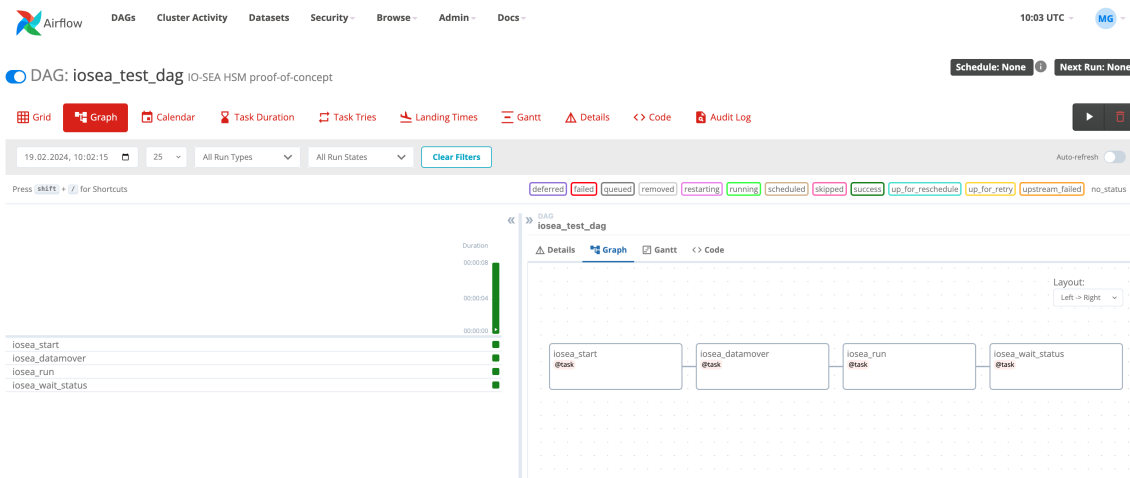 Airflow
DAGs Cluster Activity Datasets Security Browse Admin Docs
10:03 UTC MG
DAG: iosea_test_dag IO-SEA HSM proof-of-concept
Schedule: None Next Run: None
Grid Graph Calendar Task Duration Task Tries Landing Times Gantt Details Code Audit Log
19.02.2024, 10:02:15 25 All Run Types All Run States Clear Filters
Auto-refresh
Press shift + / for Shortcuts
deferred failed queued removed restarting running scheduled skipped success up_for_reschedule up_for_retry upstream_failed no_status
Duration
00:00:08
00:00:04
00:00:00
iosea_start
iosea_datamover
iosea_run
iosea_wait_status
DAG
iosea_test_dag
Details Graph Gantt Code
Layout:
Left -> Right
iosea_start
@task
iosea_datamover
@task
iosea_run
@task
iosea_wait_status
@task